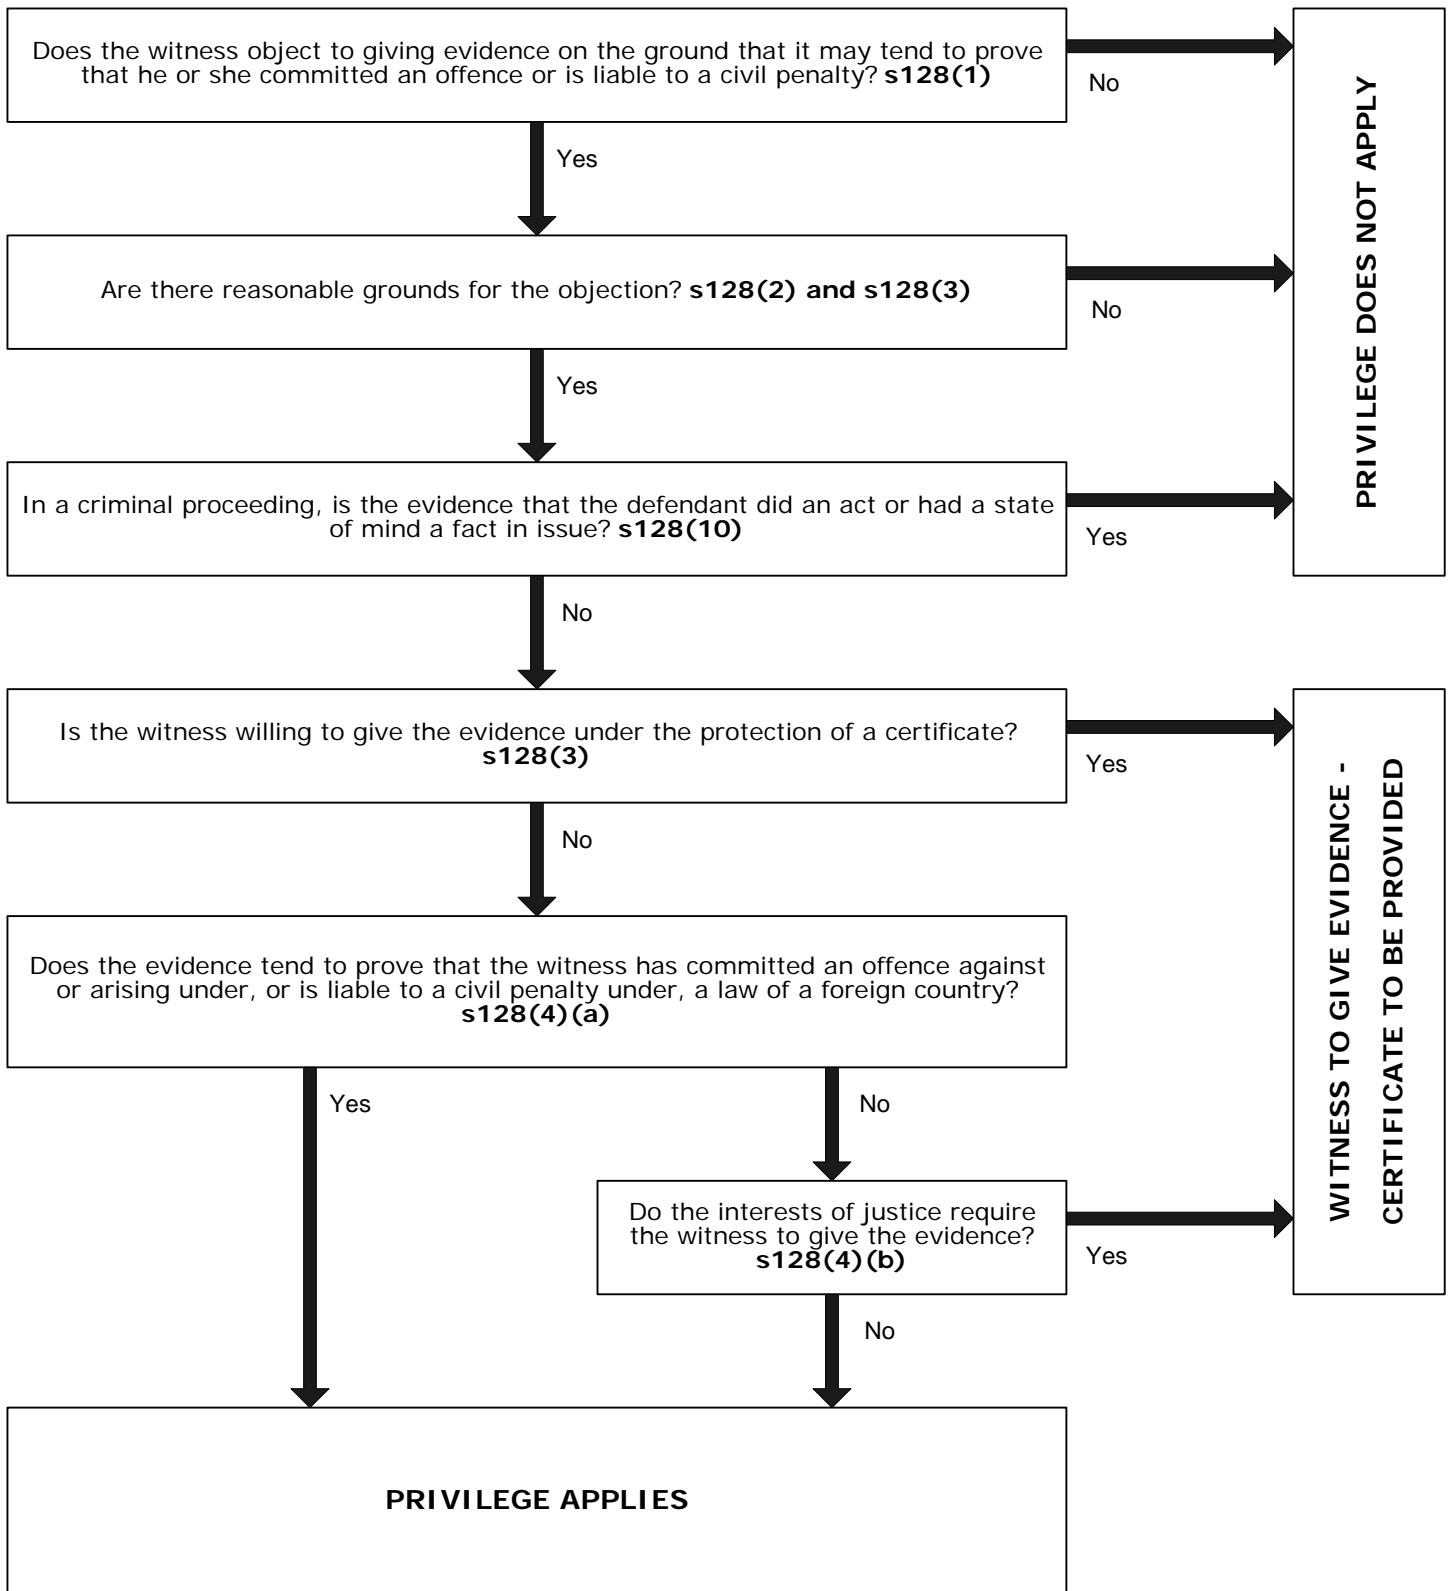 Does the witness object to giving evidence on the ground that it may tend to prove
that he or she committed an offence or is liable to a civil penalty? s128(1)
No
Yes
Are there reasonable grounds for the objection? s128(2) and s128(3)
No
Yes
PRIVILEGE DOES NOT APPLY
In a criminal proceeding, is the evidence that the defendant did an act or had a state
of mind a fact in issue? s128(10)
Yes
No
Is the witness willing to give the evidence under the protection of a certificate?
s128(3)
Yes
No
Does the evidence tend to prove that the witness has committed an offence against
or arising under, or is liable to a civil penalty under, a law of a foreign country?
s128(4)(a)
WITNESS TO GIVE EVIDENCE -
CERTIFICATE TO BE PROVIDED
Yes
No
Do the interests of justice require
the witness to give the evidence?
s128(4)(b)
Yes
No
PRIVILEGE APPLIES